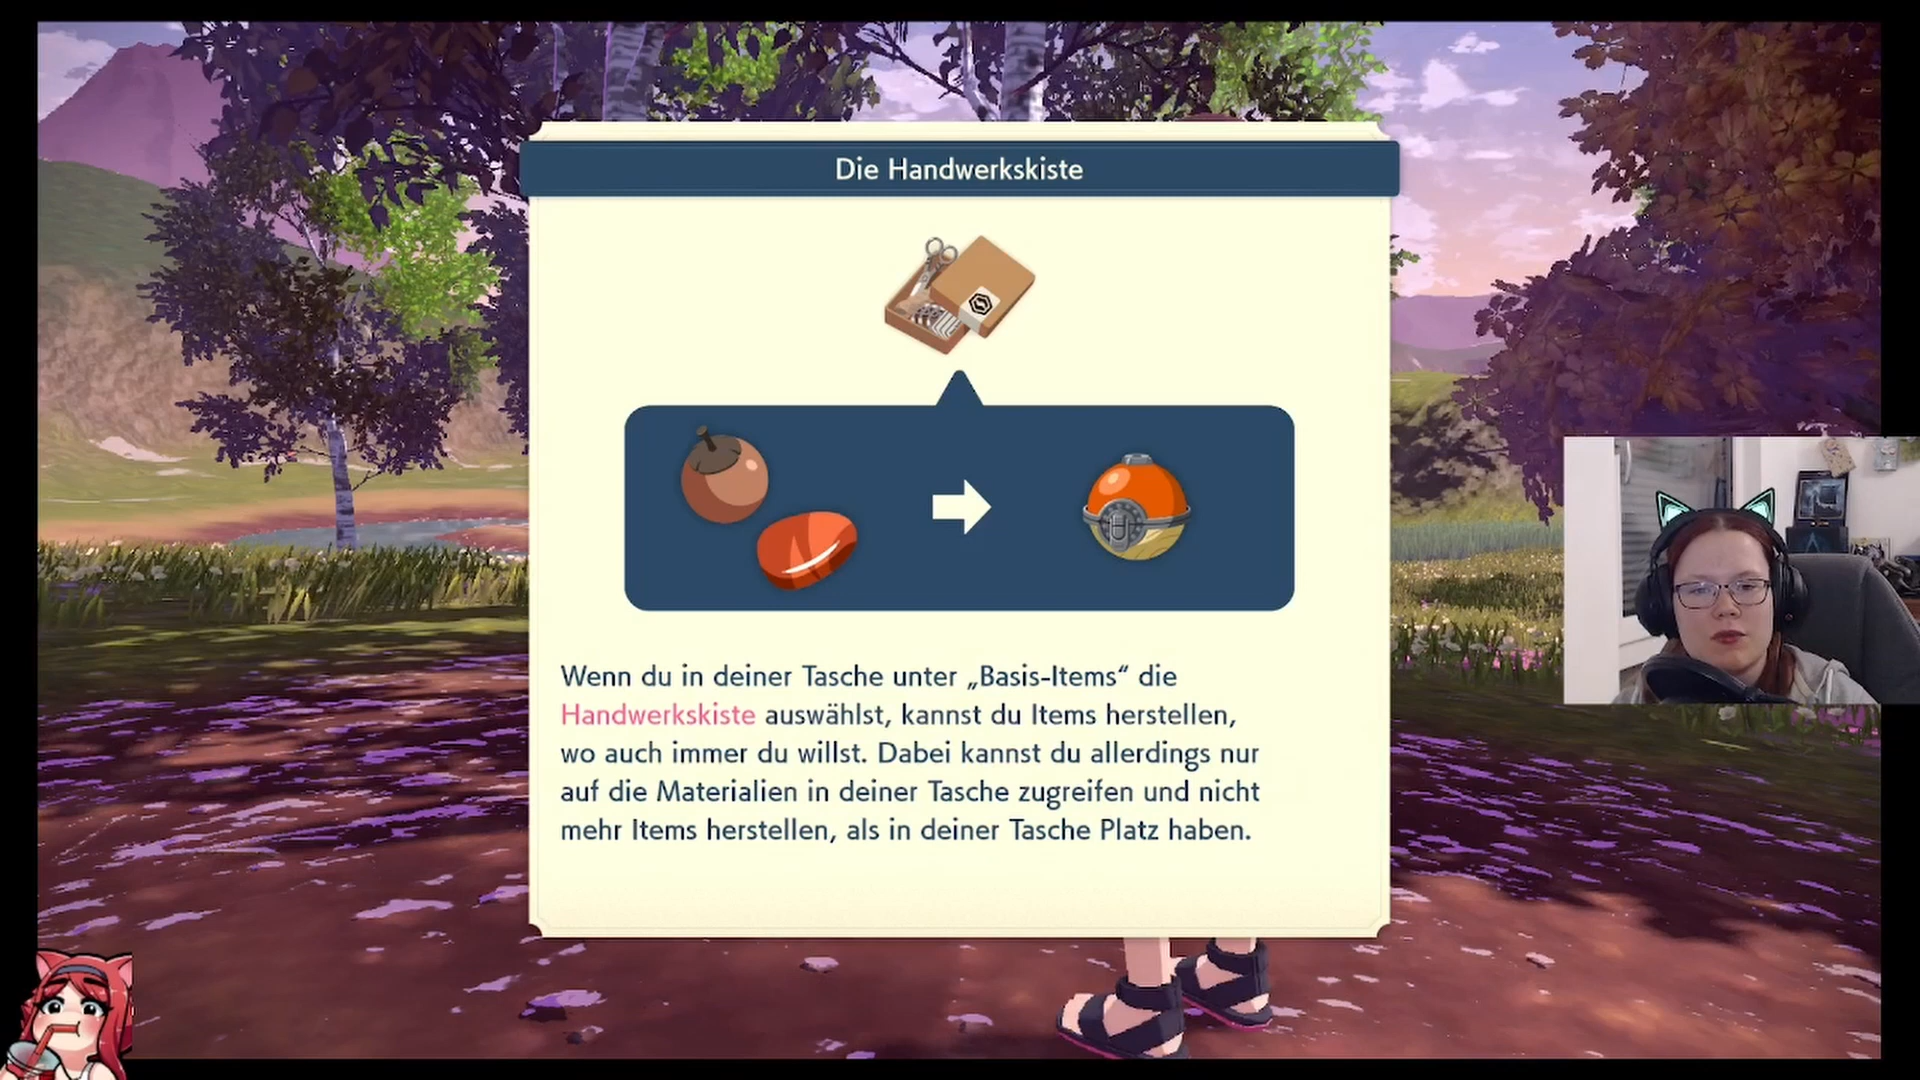 Die Handwerkskiste
Wenn du in deiner Tasche unter „Basis-Items“ die
Handwerkskiste auswählst, kannst du Items herstellen,
wo auch immer du willst. Dabei kannst du allerdings nur
auf die Materialien in deiner Tasche zugreifen und nicht
mehr Items herstellen, als in deiner Tasche Platz haben.